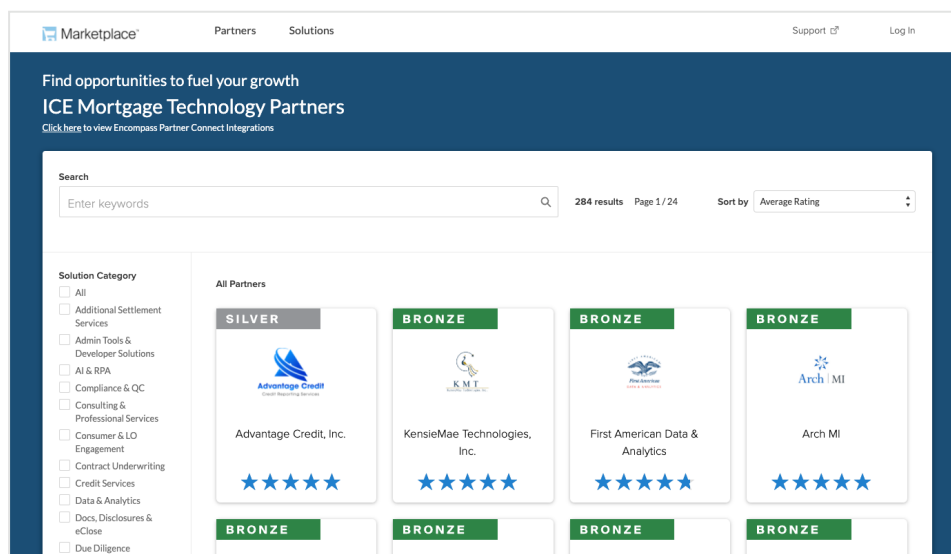 Marketplace
Partners
Solutions
Support
Log In
Find opportunities to fuel your growth
ICE Mortgage Technology Partners
Click here to view Encompass Partner Connect Integrations
Search
Enter keywords
284 results
Page 1 / 24
Sort by
Average Rating
Solution Category
All
Additional Settlement
Services
Admin Tools &
Developer Solutions
AI & RPA
Compliance & QC
Consulting &
Professional Services
Consumer & LO
Engagement
Contract Underwriting
Credit Services
Data & Analytics
Docs, Disclosures &
eClose
Due Diligence
All Partners
SILVER
Advantage Credit
Credit Reporting Services
Advantage Credit, Inc.
BRONZE
KMT
KensieMae Technologies,
Inc.
BRONZE
First American
DATA & ANALYTICS
First American Data &
Analytics
BRONZE
Arch MI
Arch MI
BRONZE
BRONZE
BRONZE
BRONZE